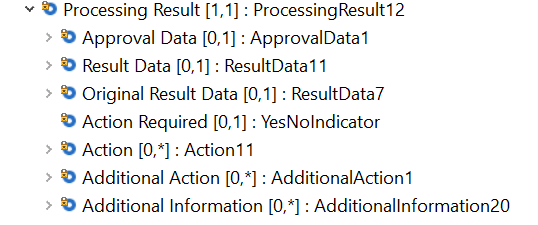 Processing Result [1,1] : ProcessingResult12
Approval Data [0,1] : ApprovalData1
Result Data [0,1] : ResultData11
Original Result Data [0,1] : ResultData7
Action Required [0,1] : YesNoIndicator
Action [0,*] : Action11
Additional Action [0,*] : AdditionalAction1
Additional Information [0,*] : AdditionalInformation20